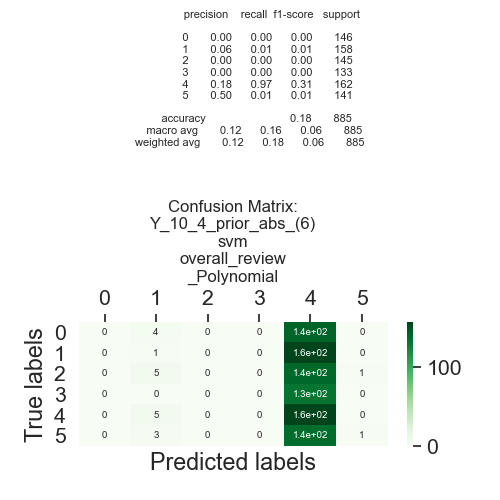 precision recall f1-score support
0 0.00 0.00 0.00 146
1 0.06 0.01 0.01 158
2 0.00 0.00 0.00 145
3 0.00 0.00 0.00 133
4 0.18 0.97 0.31 162
5 0.50 0.01 0.01 141
accuracy 0.18 885
macro avg 0.12 0.16 0.06 885
weighted avg 0.12 0.18 0.06 885
Confusion Matrix:
Y_10_4_prior_abs_(6)
svm
overall_review
_Polynomial
0 1 2 3 4 5
0 0 4 0 0 1.4e+02 0
1 0 1 0 0 1.6e+02 0
2 0 5 0 0 1.4e+02 1
3 0 0 0 0 1.3e+02 0
4 0 5 0 0 1.6e+02 0
5 0 3 0 0 1.4e+02 1
True labels
Predicted labels
100
0